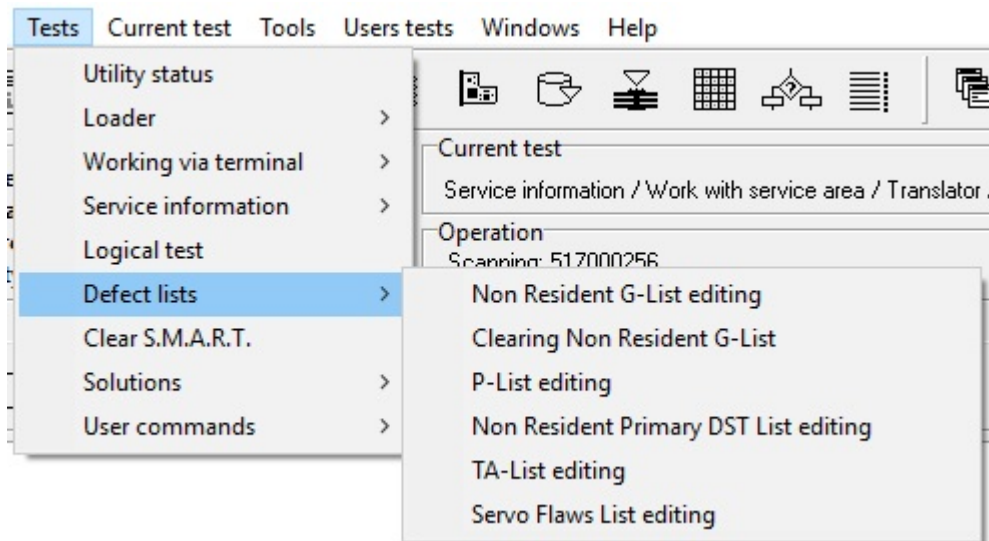 Tests Current test Tools Users tests Windows Help
Utility status
Loader
Working via terminal
Service information
Logical test
Defect lists
Clear S.M.A.R.T.
Solutions
User commands
Current test
Service information / Work with service area / Translator
Operation
Scanning: 517000256
Non Resident G-List editing
Clearing Non Resident G-List
P-List editing
Non Resident Primary DST List editing
TA-List editing
Servo Flaws List editing